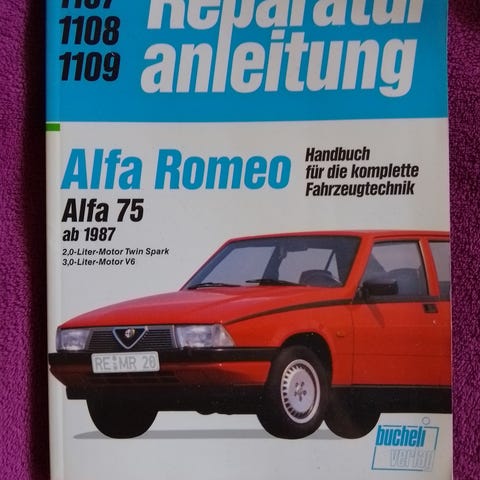 1107
1108
1109
Reparatur
anleitung
Alfa Romeo
Handbuch
für die komplette
Fahrzeugtechnik
Alfa 75
ab 1987
2,0-Liter-Motor Twin Spark
3,0-Liter-Motor V6
RE MR 20
bucheli
verlag